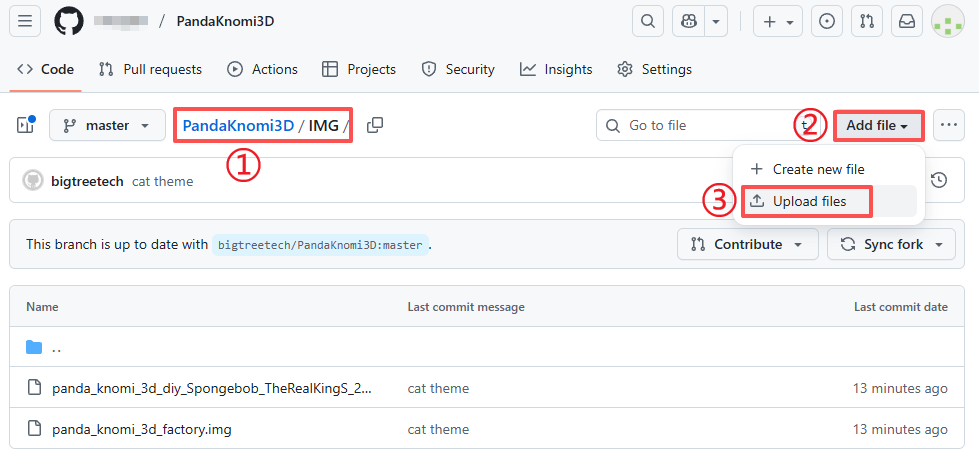 / PandaKnomi3D
Code Pull requests Actions Projects Security Insights Settings
master PandaKnomi3D / IMG / Go to file t ② Add file
①
bigtreetech cat theme
Create new file
③ Upload files
This branch is up to date with bigtreetech/PandaKnomi3D:master . Contribute Sync fork
Name Last commit message Last commit date
..
panda_knomi_3d_diy_Spongebob_TheRealKingS_2... cat theme 13 minutes ago
panda_knomi_3d_factory.img cat theme 13 minutes ago